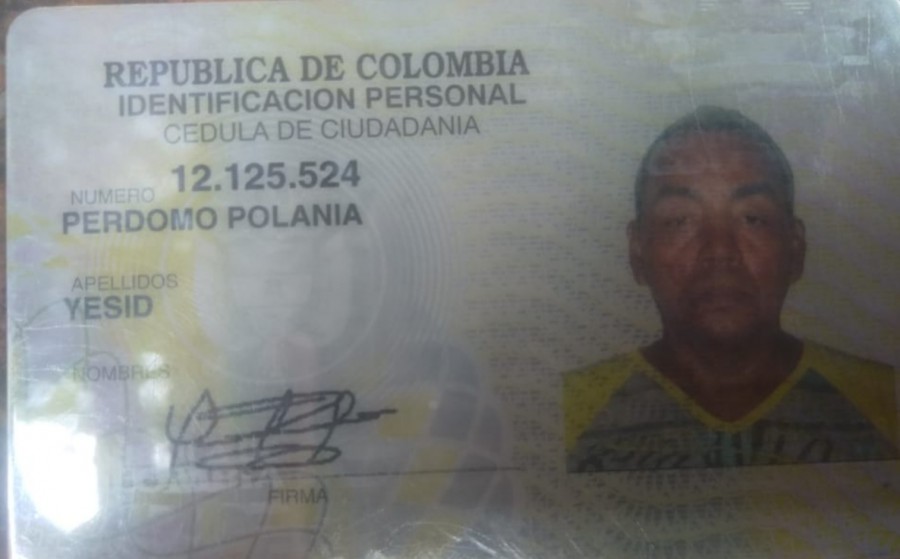 REPUBLICA DE COLOMBIA
IDENTIFICACION PERSONAL
CEDULA DE CIUDADANIA
NUMERO 12.125.524
PERDOMO POLANIA
APELLIDOS
YESID
NOMBRES
FIRMA